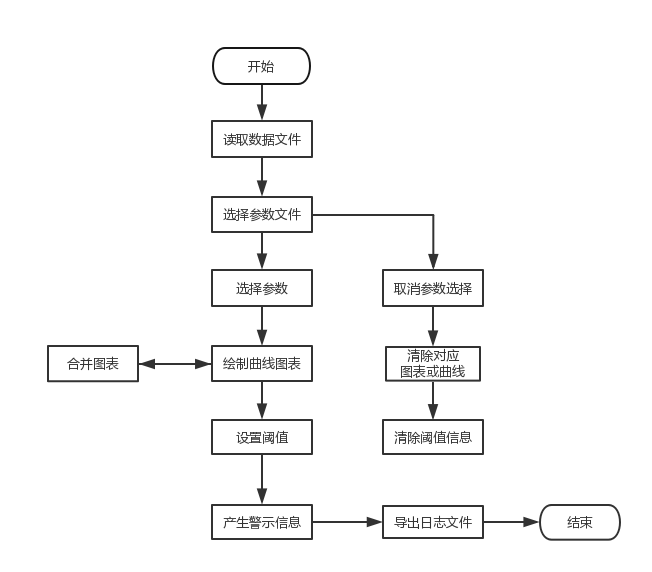 开始
读取数据文件
选择参数文件
选择参数
取消参数选择
合并图表
绘制曲线图表
清除对应
图表或曲线
设置阈值
清除阈值信息
产生警示信息
导出日志文件
结束